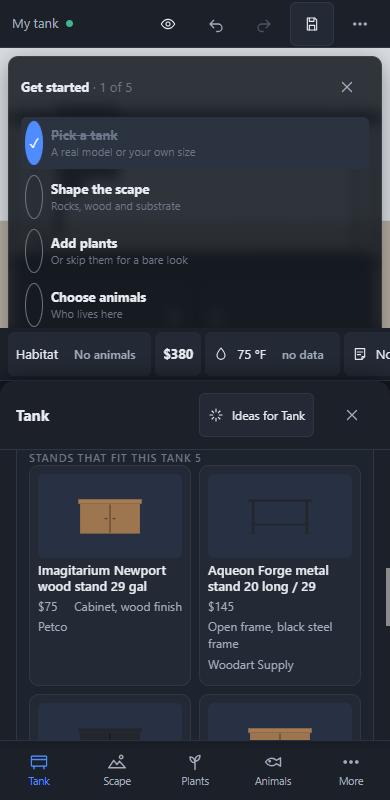 My tank
Get started · 1 of 5
Pick a tank
A real model or your own size
Shape the scape
Rocks, wood and substrate
Add plants
Or skip them for a bare look
Choose animals
Who lives here
Habitat No animals
$380
75 °F no data
No
Tank
Ideas for Tank
STANDS THAT FIT THIS TANK 5
Imagitarium Newport
wood stand 29 gal
$75 Cabinet, wood finish
Petco
Aqueon Forge metal
stand 20 long / 29
$145
Open frame, black steel
frame
Woodart Supply
Tank
Scape
Plants
Animals
More